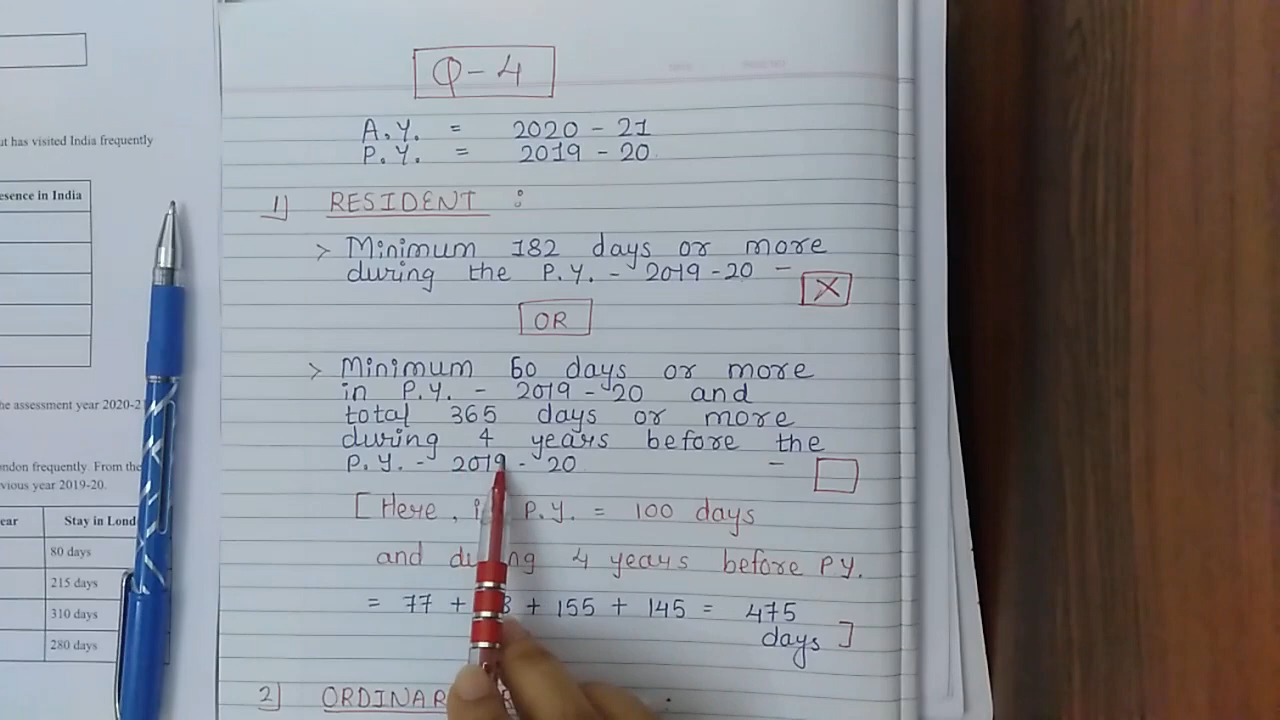 ut has visited India frequently
esence in India
he assessment year 2020-2
ndon frequently. From the
vious year 2019-20.
ear Stay in Lond
80 days
215 days
310 days
280 days
Q - 4
A.Y. = 2020 - 21
P.Y. = 2019 - 20
1) RESIDENT :
> Minimum 182 days or more
during the P.Y. - 2019-20 - X
OR
> Minimum 60 days or more
in P.Y. - 2019 - 20 and
total 365 days or more
during 4 years before the
P.Y. - 2019 - 20 -
[ Here, i P.Y. = 100 days
and during 4 years before P.Y.
= 77 + 8 + 155 + 145 = 475
days ]
2) ORDINAR